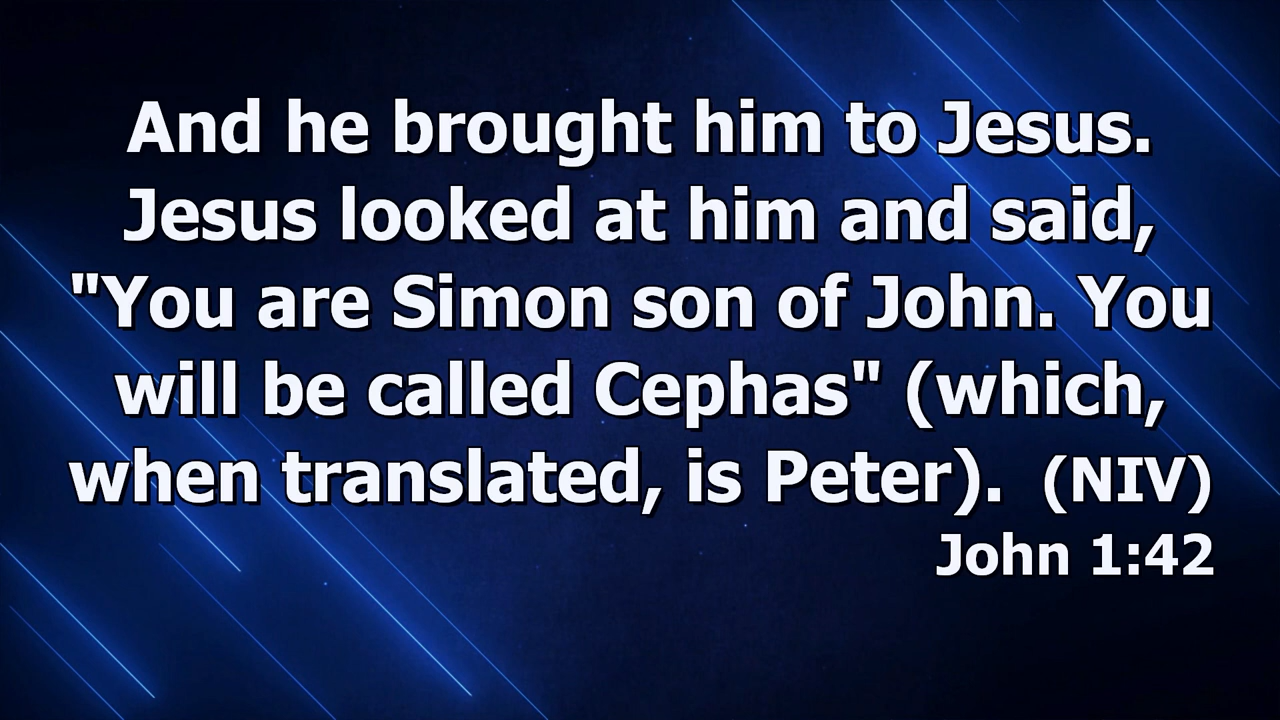 And he brought him to Jesus.
Jesus looked at him and said,
"You are Simon son of John. You
will be called Cephas" (which,
when translated, is Peter). (NIV)
John 1:42